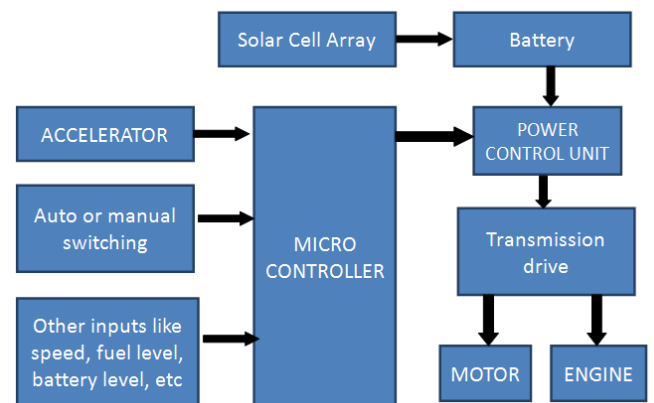 Solar Cell Array
Battery
ACCELERATOR
POWER
CONTROL UNIT
Auto or manual
switching
MICRO
CONTROLLER
Transmission
drive
Other inputs like
speed, fuel level,
battery level, etc
MOTOR
ENGINE